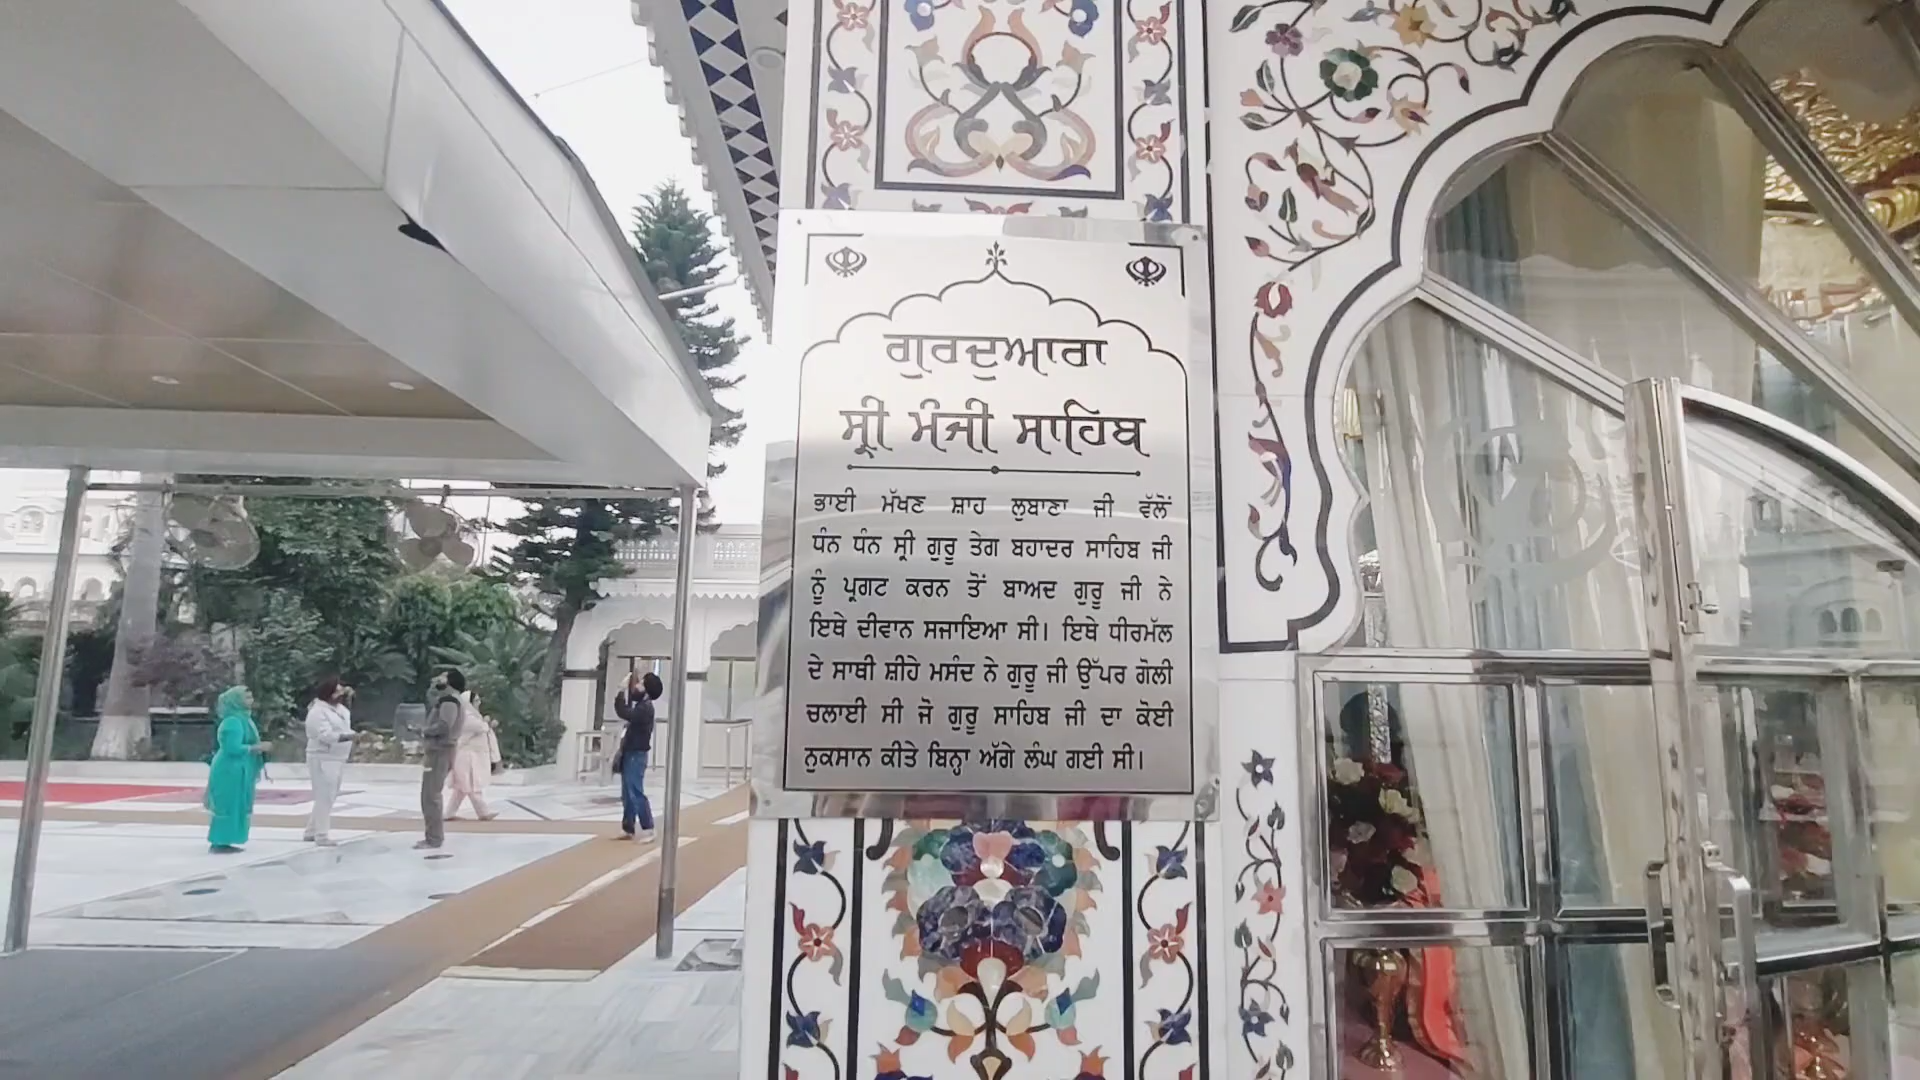 ਗੁਰਦੁਆਰਾ
ਸ੍ਰੀ ਮੰਜੀ ਸਾਹਿਬ
ਭਾਈ ਮੱਖਣ ਸ਼ਾਹ ਲੁਬਾਣਾ ਜੀ ਵੱਲੋਂ
ਧੰਨ ਧੰਨ ਸ੍ਰੀ ਗੁਰੂ ਤੇਗ ਬਹਾਦਰ ਸਾਹਿਬ ਜੀ
ਨੂੰ ਪ੍ਰਗਟ ਕਰਨ ਤੋਂ ਬਾਅਦ ਗੁਰੂ ਜੀ ਨੇ
ਇਥੇ ਦੀਵਾਨ ਸਜਾਇਆ ਸੀ। ਇਥੇ ਧੀਰਮੱਲ
ਦੇ ਸਾਥੀ ਸ਼ੀਹੇ ਮਸੰਦ ਨੇ ਗੁਰੂ ਜੀ ਉੱਪਰ ਗੋਲੀ
ਚਲਾਈ ਸੀ ਜੋ ਗੁਰੂ ਸਾਹਿਬ ਜੀ ਦਾ ਕੋਈ
ਨੁਕਸਾਨ ਕੀਤੇ ਬਿਨ੍ਹਾ ਅੱਗੇ ਲੰਘ ਗਈ ਸੀ।